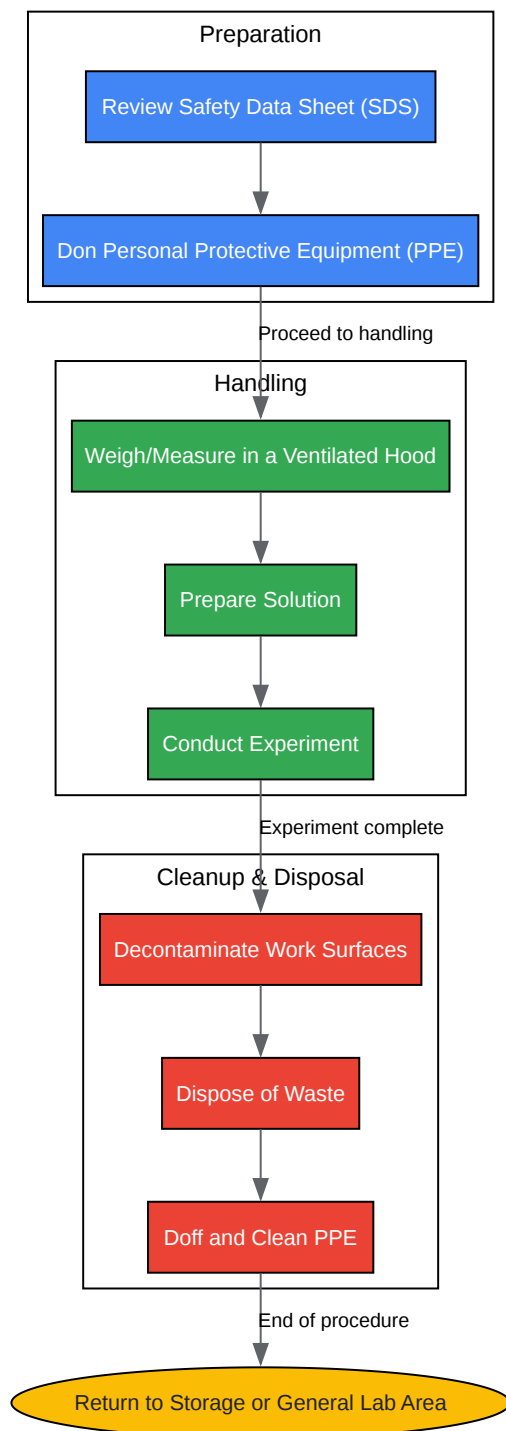 Preparation
Review Safety Data Sheet (SDS)
Don Personal Protective Equipment (PPE)
Proceed to handling
Handling
Weigh/Measure in a Ventilated Hood
Prepare Solution
Conduct Experiment
Experiment complete
Cleanup & Disposal
Decontaminate Work Surfaces
Dispose of Waste
Doff and Clean PPE
End of procedure
Return to Storage or General Lab Area